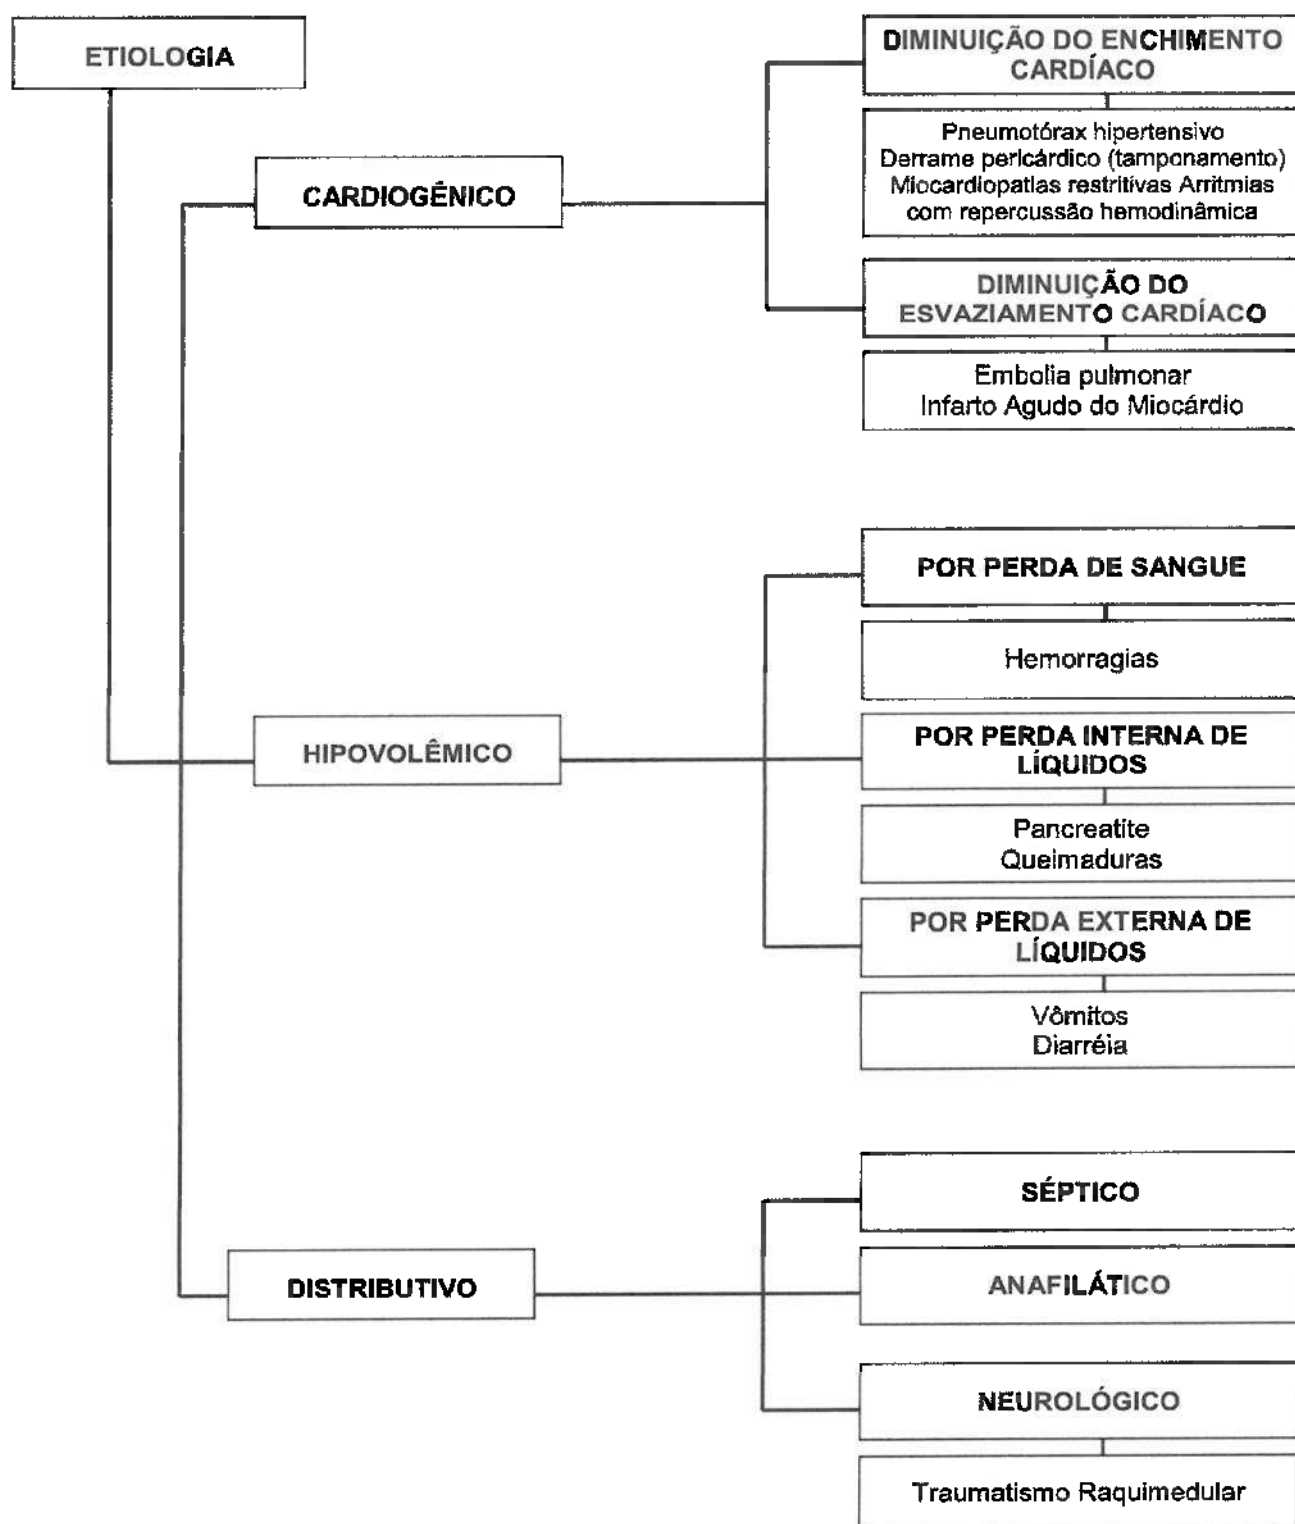 ETIOLOGIA
DIMINUIÇÃO DO ENCHIMENTO
CARDÍACO
Pneumotórax hipertensivo
Derrame pericárdico (tamponamento)
Miocardiopatias restritivas Arritmias
com repercussão hemodinâmica
CARDIOGÊNICO
DIMINUIÇÃO DO
ESVAZIAMENTO CARDÍACO
Embolia pulmonar
Infarto Agudo do Miocárdio
POR PERDA DE SANGUE
Hemorragias
HIPOVOLÊMICO
POR PERDA INTERNA DE
LÍQUIDOS
Pancreatite
Queimaduras
POR PERDA EXTERNA DE
LÍQUIDOS
Vômitos
Diarréia
SÉPTICO
DISTRIBUTIVO
ANAFILÁTICO
NEUROLÓGICO
Traumatismo Raquimedular